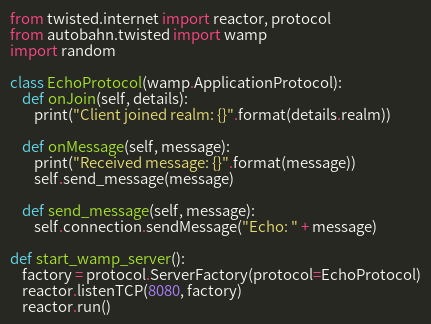 from twisted.internet import reactor, protocol
from autobahn.twisted import wamp
import random

class EchoProtocol(wamp.ApplicationProtocol):
    def onJoin(self, details):
        print("Client joined realm: {}".format(details.realm))

    def onMessage(self, message):
        print("Received message: {}".format(message))
        self.send_message(message)

    def send_message(self, message):
        self.connection.sendMessage("Echo: " + message)

def start_wamp_server():
    factory = protocol.ServerFactory(protocol=EchoProtocol)
    reactor.listenTCP(8080, factory)
    reactor.run()